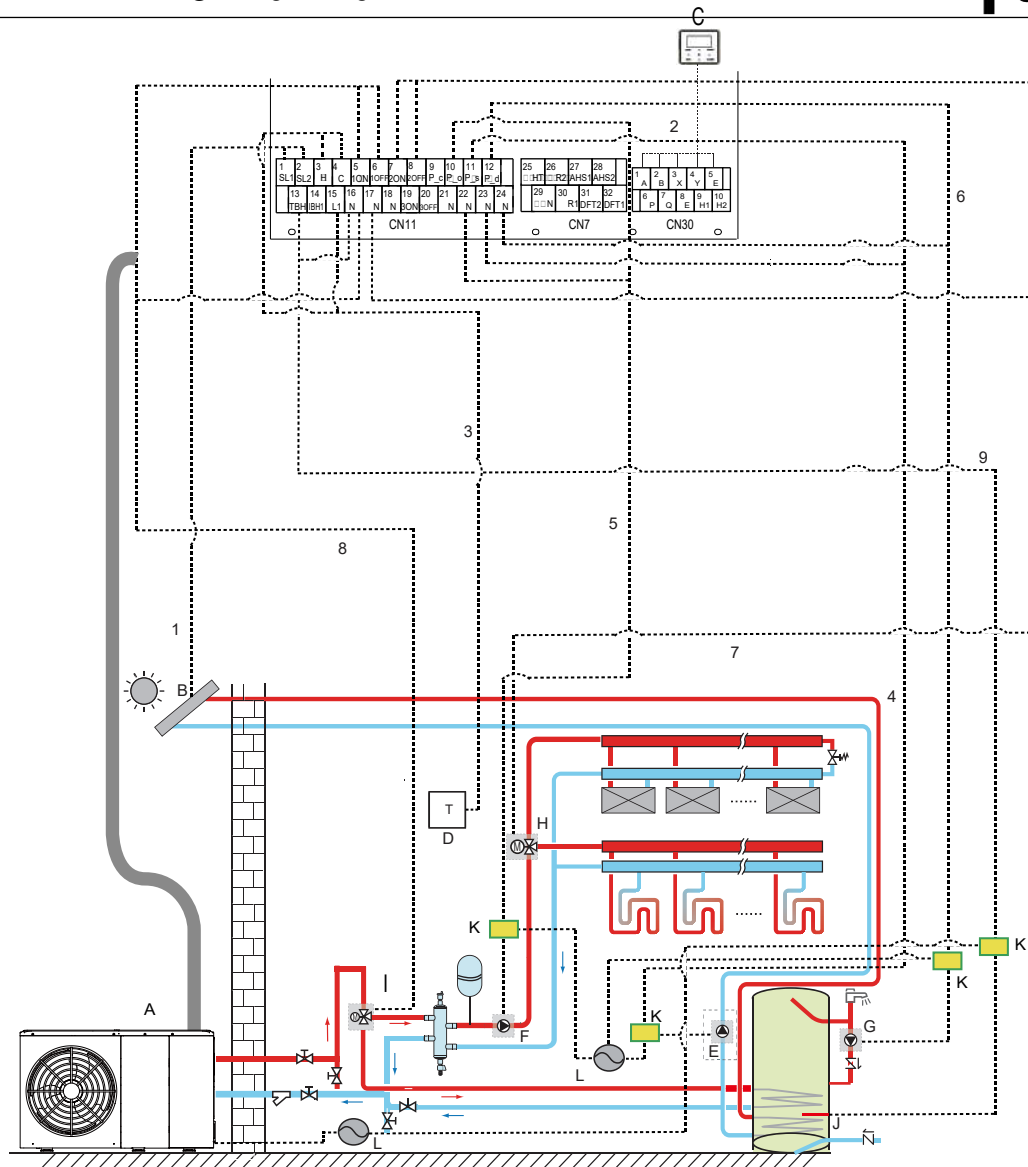 C
2
1 2 3 4 5 6 7 8 9 10 11 12
SL1 SL2 H C 1ON 1OFF 2ON 2OFF P_c P_o P_s P_d
13 14 15 16 17 18 19 20 21 22 23 24
TBH IBH1 L1 N N N 3ON 3OFF N N N N
CN11
25 26 27 28
HT R2 AHS1 AHS2
29 30 31 32
N R1 DFT2 DFT1
CN7
1 2 3 4 5
A B X Y E
6 7 8 9 10
P Q E H1 H2
CN30
6
3
9
5
8
1
7
B
4
T
D
M
H
K
K
K
I
A
M
F
K
G
E
L
J
L